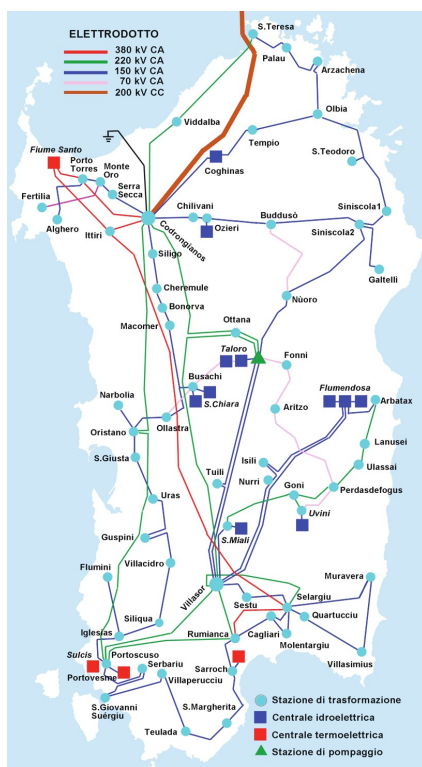 ELETTRODOTTO
380 kV CA
220 kV CA
150 kV CA
70 kV CA
200 kV CC
S.Teresa
Palau
Arzachena
Viddalba
Olbia
Tempio
Fiume Santo
Porto
Torres
Monte
Oro
Coghinas
S.Teodoro
Serra
Secca
Fertilia
Alghero
Ittiri
Codrongianos
Chilivani
Ozieri
Buddusò
Siniscola1
Siniscola2
Siligo
Galtelli
Cheremule
Bonorva
Nùoro
Macomer
Ottana
Taloro
Fonni
Busachi
Flumendosa
Narbolia
S.Chiara
Arbatax
Aritzo
Ollastra
Oristano
Lanusei
S.Giusta
Isili
Ulassai
Tuili
Nurri
Goni
Perdasdefogus
Uras
Uvini
Guspini
S.Miali
Villacidro
Flumini
Villasor
Muravera
Selargiu
Sestu
Quartucciu
Siliqua
Iglesias
Rumianca
Cagliari
Molentargiu
Sulcis
Portoscuso
Portovesme
Serbariu
Villaperucciu
Sarroch
Villasimius
S.Giovanni
Suérgiu
S.Margherita
Teulada
Stazione di trasformazione
Centrale idroelettrica
Centrale termoelettrica
Stazione di pompaggio